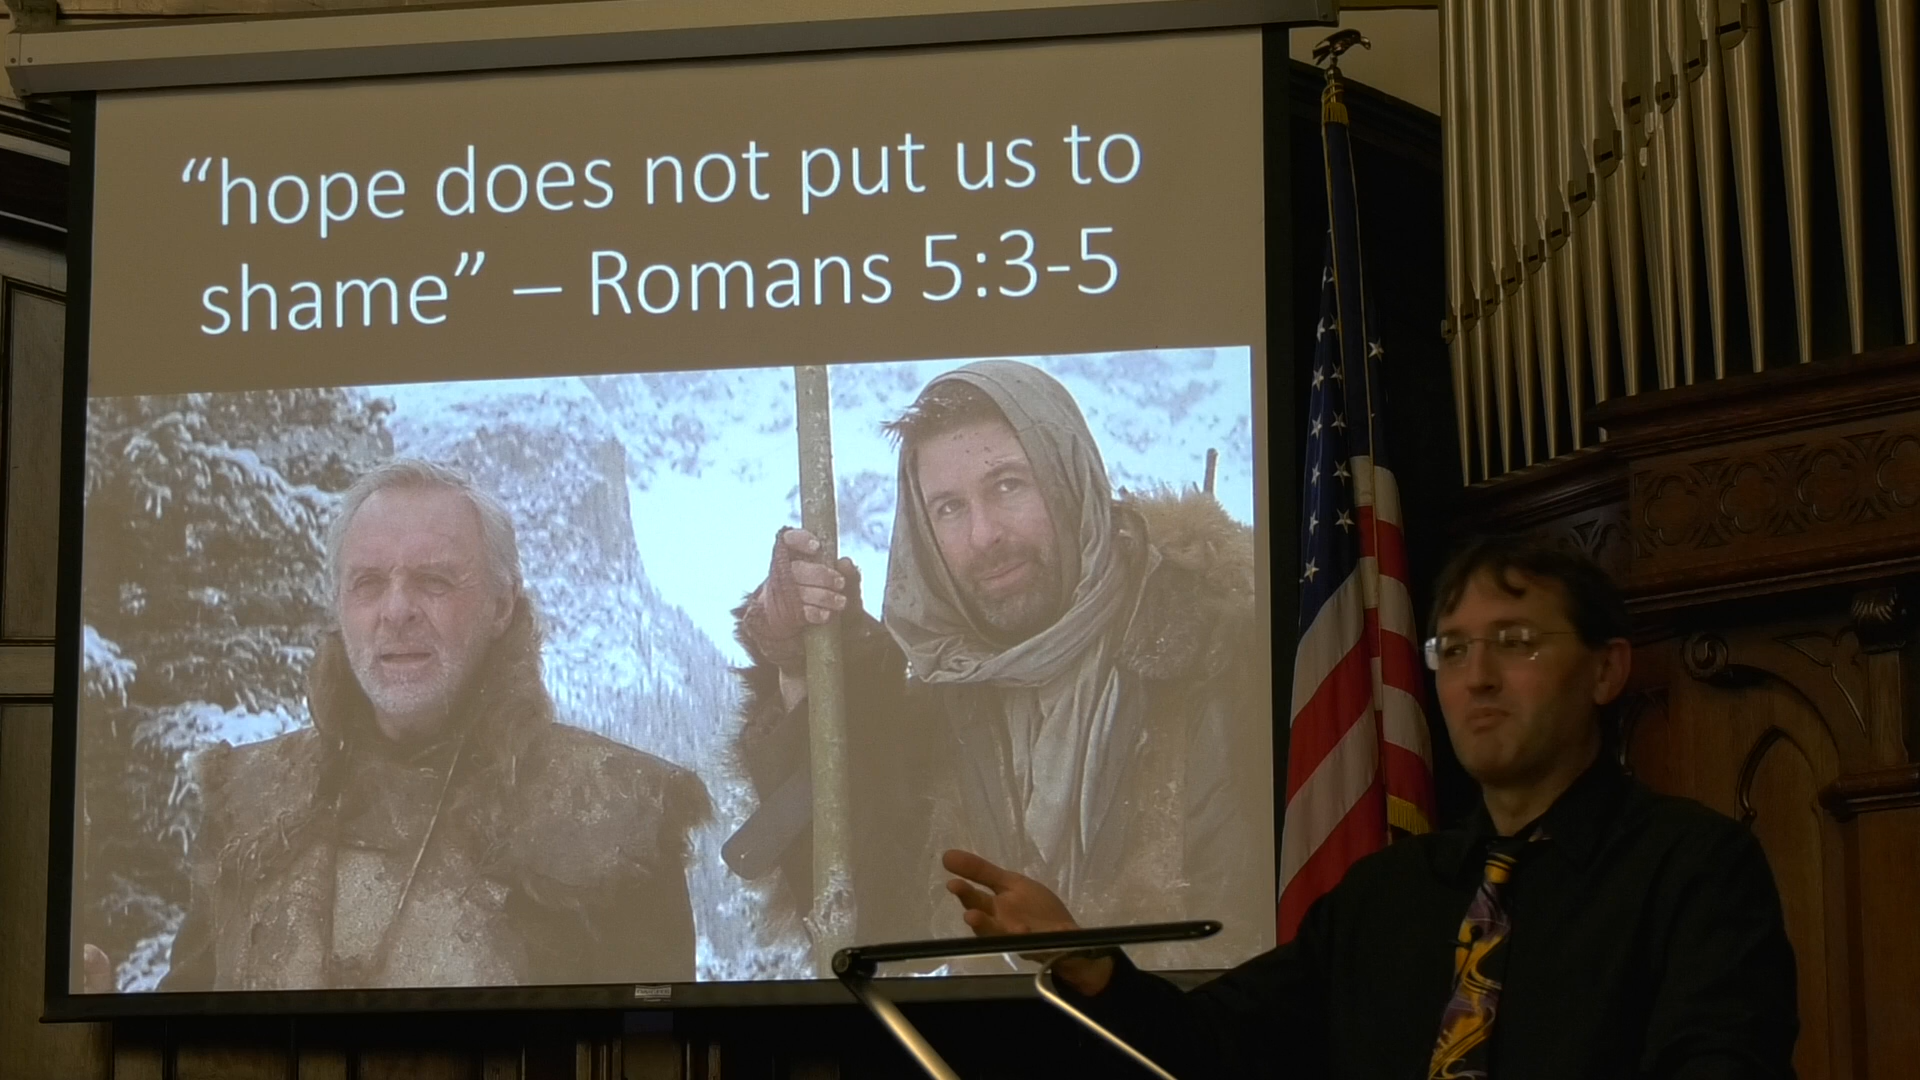 “hope does not put us to
shame” – Romans 5:3-5